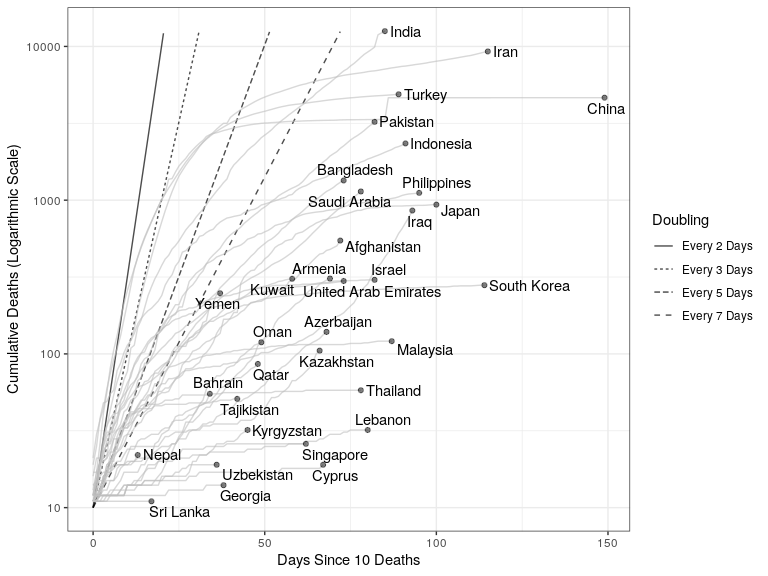 India
Iran
Turkey
China
Pakistan
Indonesia
Bangladesh
Philippines
Saudi Arabia
Japan
Iraq
Afghanistan
Armenia
Israel
Kuwait
United Arab Emirates
South Korea
Yemen
Azerbaijan
Oman
Malaysia
Kazakhstan
Qatar
Bahrain
Thailand
Tajikistan
Lebanon
Kyrgyzstan
Nepal
Singapore
Uzbekistan
Cyprus
Georgia
Sri Lanka
10000
1000
100
10
0
50
100
150
Days Since 10 Deaths
Cumulative Deaths (Logarithmic Scale)
Doubling
Every 2 Days
Every 3 Days
Every 5 Days
Every 7 Days